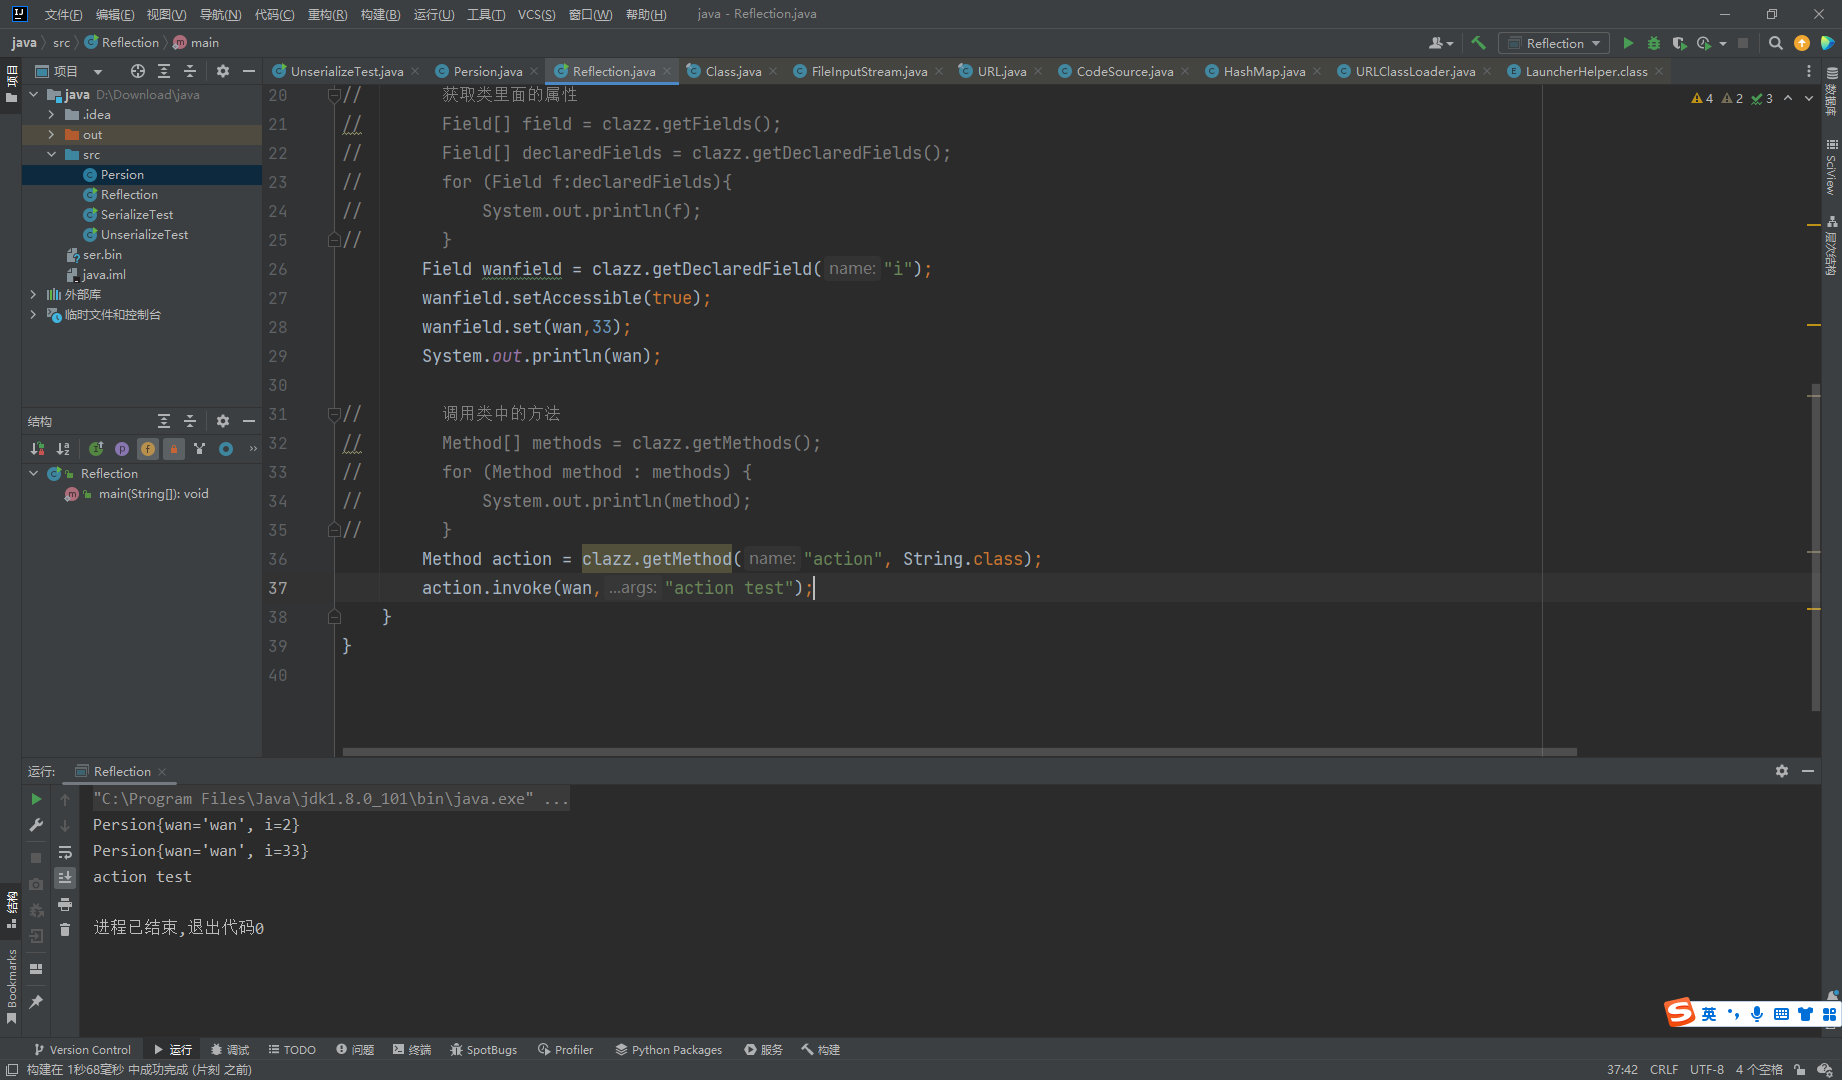 文件(F) 编辑(E) 视图(V) 导航(N) 代码(C) 重构(R) 构建(B) 运行(U) 工具(T) VCS(S) 窗口(W) 帮助(H) java - Reflection.java
java src Reflection main
Reflection
项目
UnserializeTest.java Persion.java Reflection.java Class.java FileInputStream.java URL.java CodeSource.java HashMap.java URLClassLoader.java LauncherHelper.class
项目
java D:\Download\java
.idea
out
src
Persion
Reflection
SerializeTest
UnserializeTest
ser.bin
java.iml
外部库
临时文件和控制台
结构
Reflection
main(String[]): void
4 2 3
20 // 获取类里面的属性
21 // Field[] field = clazz.getFields();
22 // Field[] declaredFields = clazz.getDeclaredFields();
23 // for (Field f:declaredFields){
24 // System.out.println(f);
25 // }
26 Field wanfield = clazz.getDeclaredField( name: "i");
27 wanfield.setAccessible(true);
28 wanfield.set(wan,33);
29 System.out.println(wan);
30
31 // 调用类中的方法
32 // Method[] methods = clazz.getMethods();
33 // for (Method method : methods) {
34 // System.out.println(method);
35 // }
36 Method action = clazz.getMethod( name: "action", String.class);
37 action.invoke(wan, ...args: "action test");
38 }
39 }
40
数据库
SciView
层次结构
运行: Reflection
"C:\Program Files\Java\jdk1.8.0_101\bin\java.exe" ...
Persion{wan='wan', i=2}
Persion{wan='wan', i=33}
action test
进程已结束,退出代码0
结构
Bookmarks
英
Version Control 运行 调试 TODO 问题 终端 SpotBugs Profiler Python Packages 服务 构建
构建在 1秒68毫秒 中成功完成 (片刻 之前)
37:42 CRLF UTF-8 4 个空格